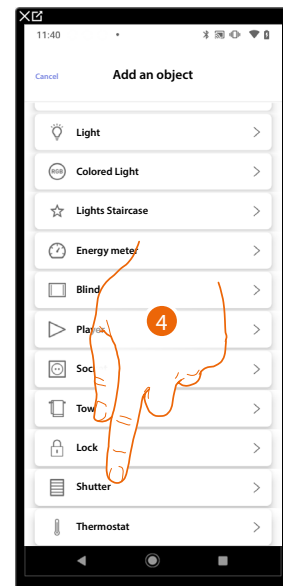 11:40
Cancel
Add an object
Light
RGB
Colored Light
Lights Staircase
Energy meter
Blind
4
Lock
Shutter
Thermostat